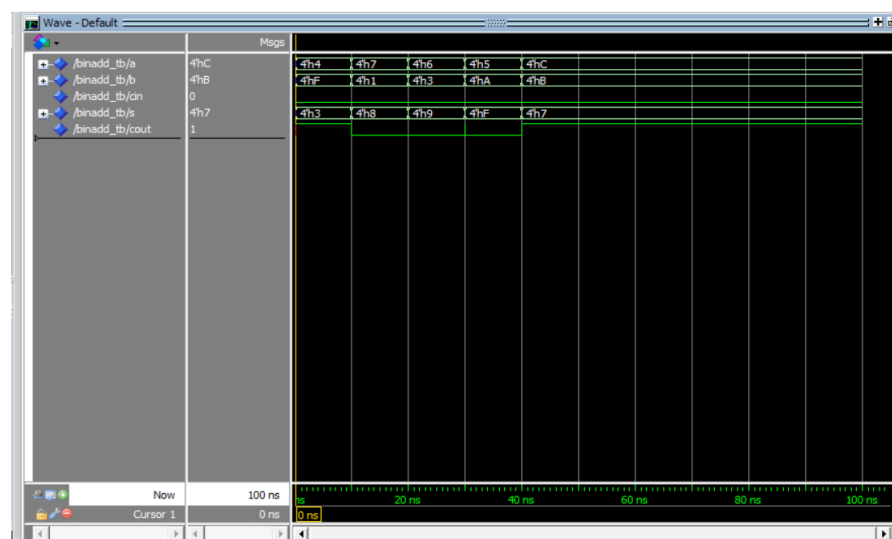 Wave - Default
Msgs
/binadd_tb/a 4'hC 4'h4 4'h7 4'h6 4'h5 4'hC
/binadd_tb/b 4'hB 4'hF 4'h1 4'h3 4'hA 4'hB
/binadd_tb/cin 0
/binadd_tb/s 4'h7 4'h3 4'h8 4'h9 4'hF 4'h7
/binadd_tb/cout 1
Now 100 ns ns 20 ns 40 ns 60 ns 80 ns 100 ns
Cursor 1 0 ns 0 ns